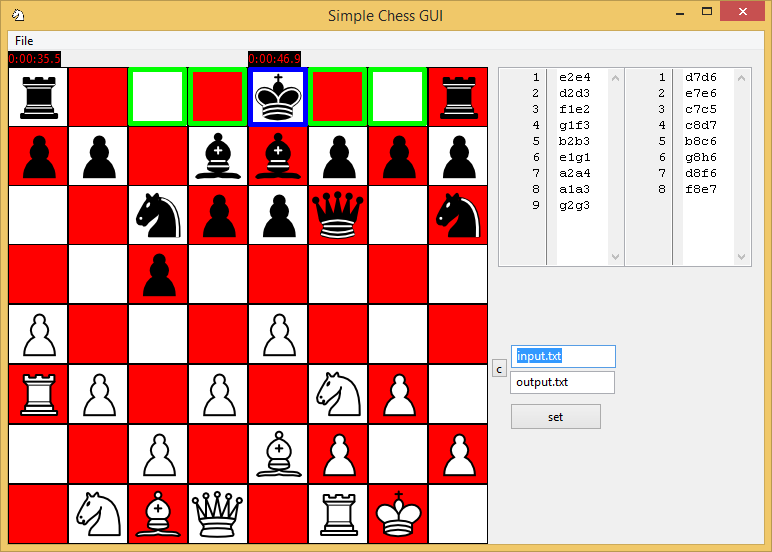 Simple Chess GUI
File
0:00:35.5 0:00:46.9
1 e2e4 1 d7d6
2 d2d3 2 e7e6
3 f1e2 3 c7c5
4 g1f3 4 c8d7
5 b2b3 5 b8c6
6 e1g1 6 g8h6
7 a2a4 7 d8f6
8 a1a3 8 f8e7
9 g2g3
input.txt
c
output.txt
set